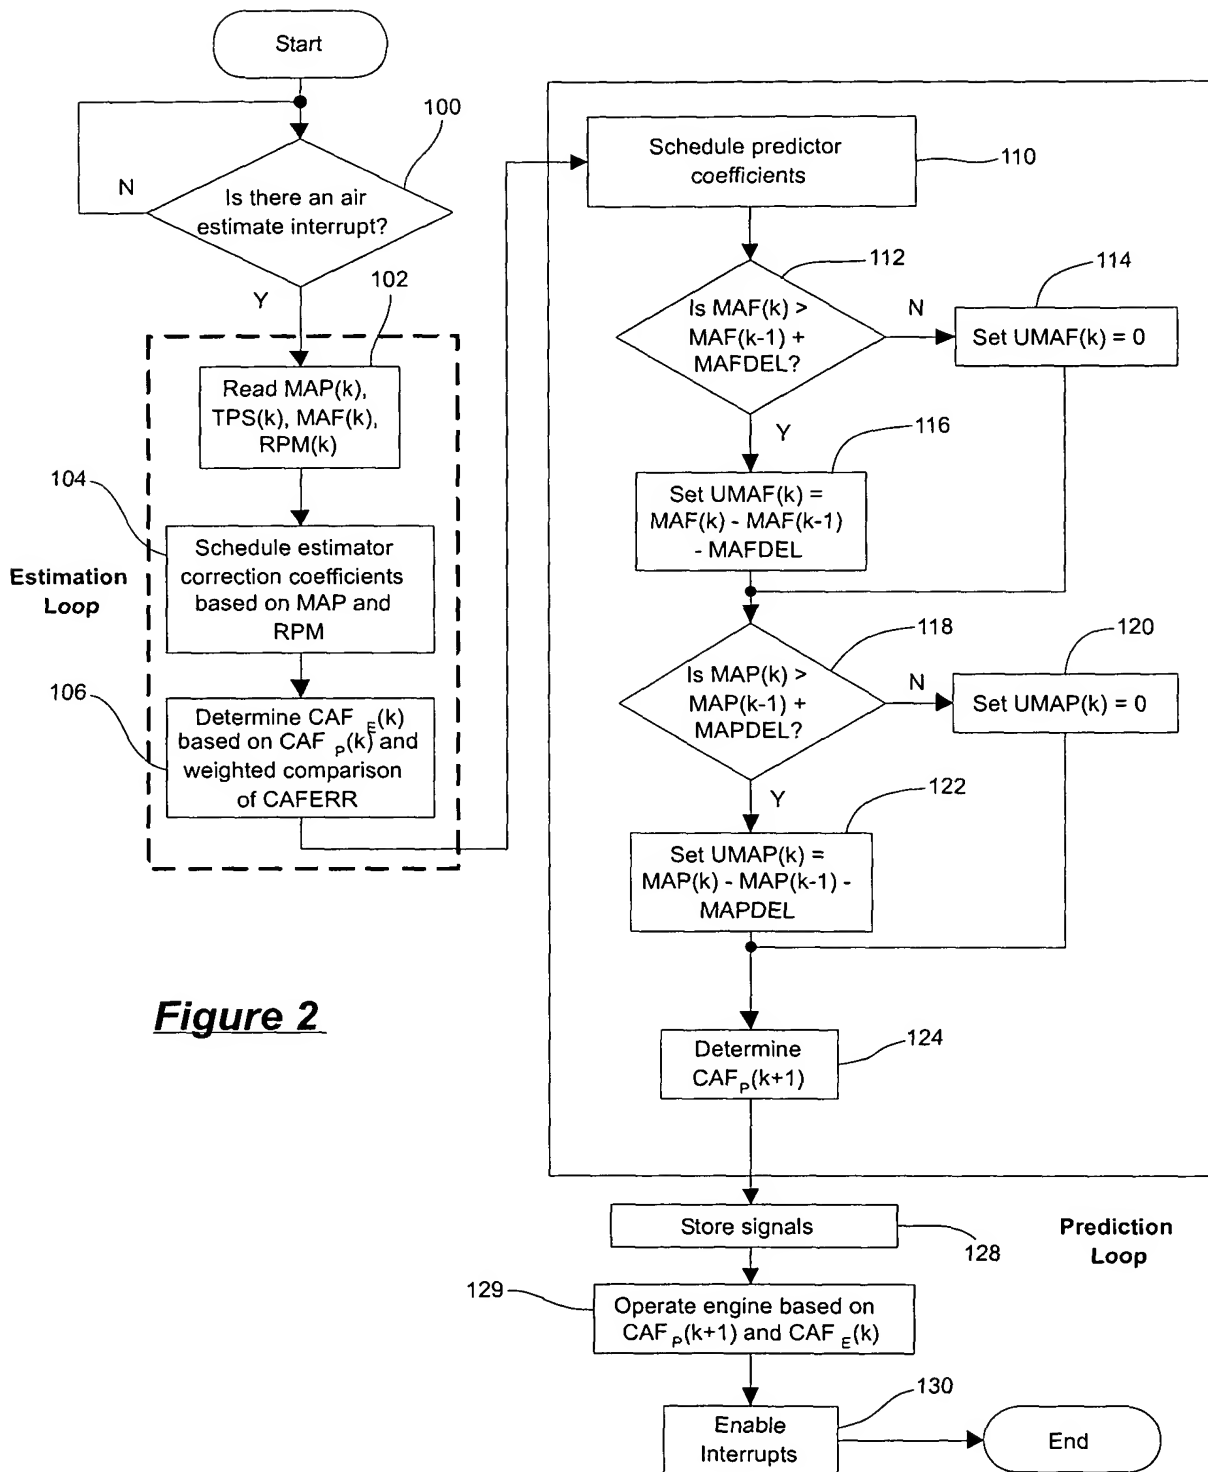 Start
100
N
Is there an air
estimate interrupt?
Y
102
Read MAP(k),
TPS(k), MAF(k),
RPM(k)
104
Schedule estimator
correction coefficients
based on MAP and
RPM
Estimation
Loop
106
Determine CAF E(k)
based on CAF P(k) and
weighted comparison
of CAFERR
Schedule predictor
coefficients
110
112
Is MAF(k) >
MAF(k-1) +
MAFDEL?
N
114
Set UMAF(k) = 0
Y
116
Set UMAF(k) =
MAF(k) - MAF(k-1)
- MAFDEL
118
Is MAP(k) >
MAP(k-1) +
MAPDEL?
N
120
Set UMAP(k) = 0
Y
122
Set UMAP(k) =
MAP(k) - MAP(k-1) -
MAPDEL
Figure 2
Determine
CAFP(k+1)
124
Store signals
128
Prediction
Loop
129
Operate engine based on
CAF P(k+1) and CAF E(k)
130
Enable
Interrupts
End